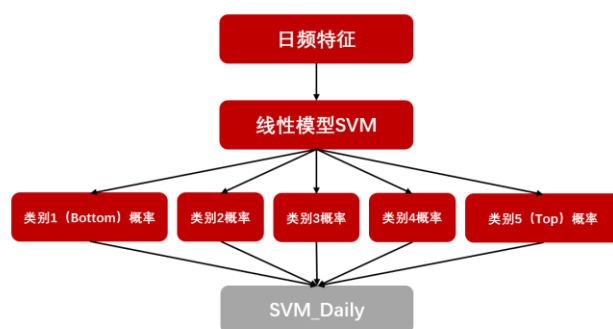 日频特征
线性模型SVM
类别1（Bottom）概率
类别2概率
类别3概率
类别4概率
类别5（Top）概率
SVM_Daily